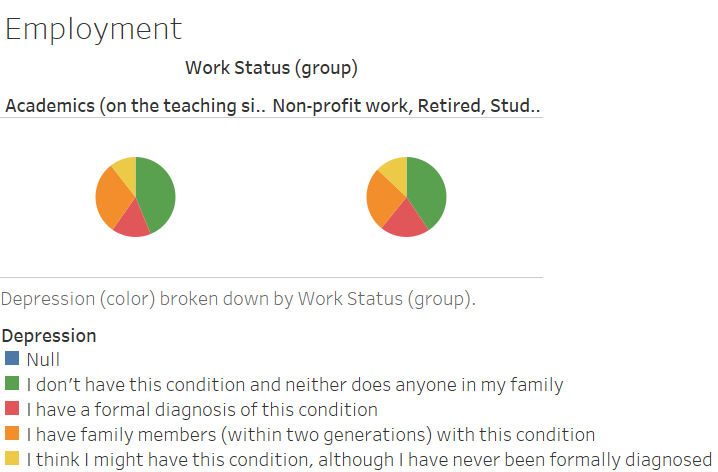 Employment
Work Status (group)
Academics (on the teaching si.. Non-profit work, Retired, Stud..
Depression (color) broken down by Work Status (group).
Depression
Null
I don’t have this condition and neither does anyone in my family
I have a formal diagnosis of this condition
I have family members (within two generations) with this condition
I think I might have this condition, although I have never been formally diagnosed